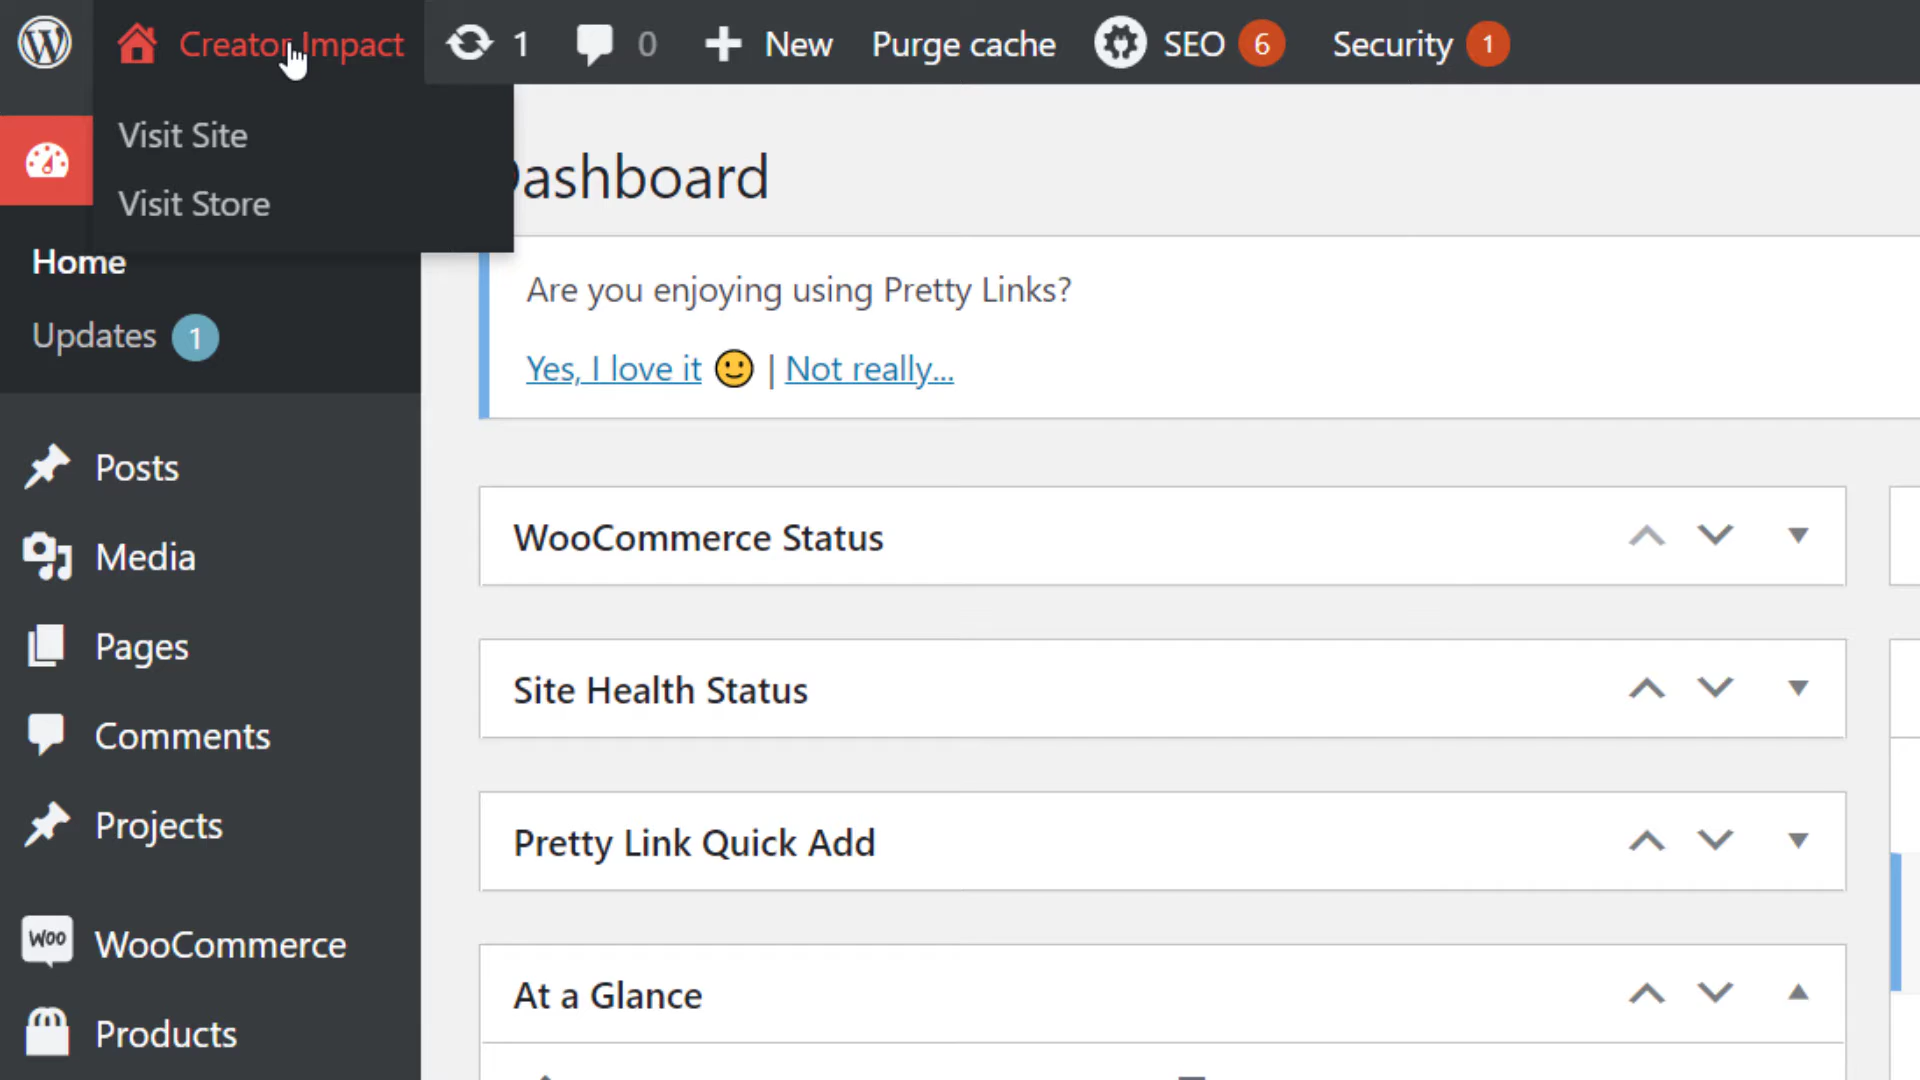 Creator Impact 1 0 New Purge cache SEO 6 Security 1
Visit Site
Visit Store
Dashboard
Home
Updates 1
Are you enjoying using Pretty Links?
Yes, I love it 🙂 | Not really...
Posts
Media
Pages
Comments
Projects
Woo WooCommerce
Products
WooCommerce Status
Site Health Status
Pretty Link Quick Add
At a Glance